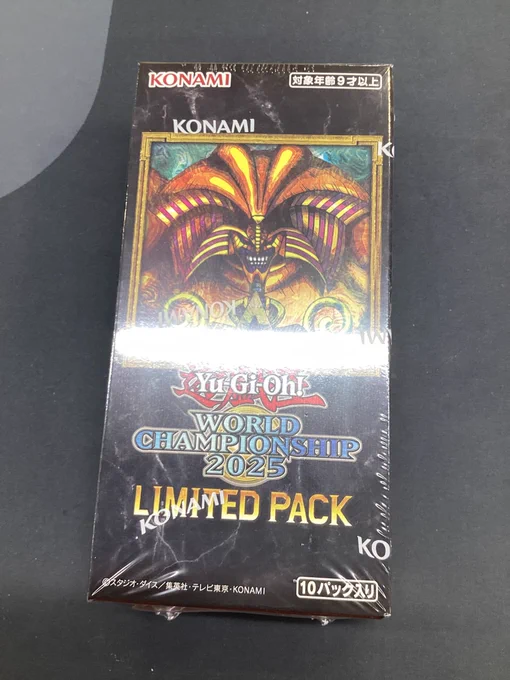 KONAMI
対象年齢9才以上
KONAMI
Yu-Gi-Oh!
WORLD
CHAMPIONSHIP
2025
LIMITED PACK
KONAMI
KO
©スタジオ・ダイス／集英社・テレビ東京・KONAMI
10パック入り